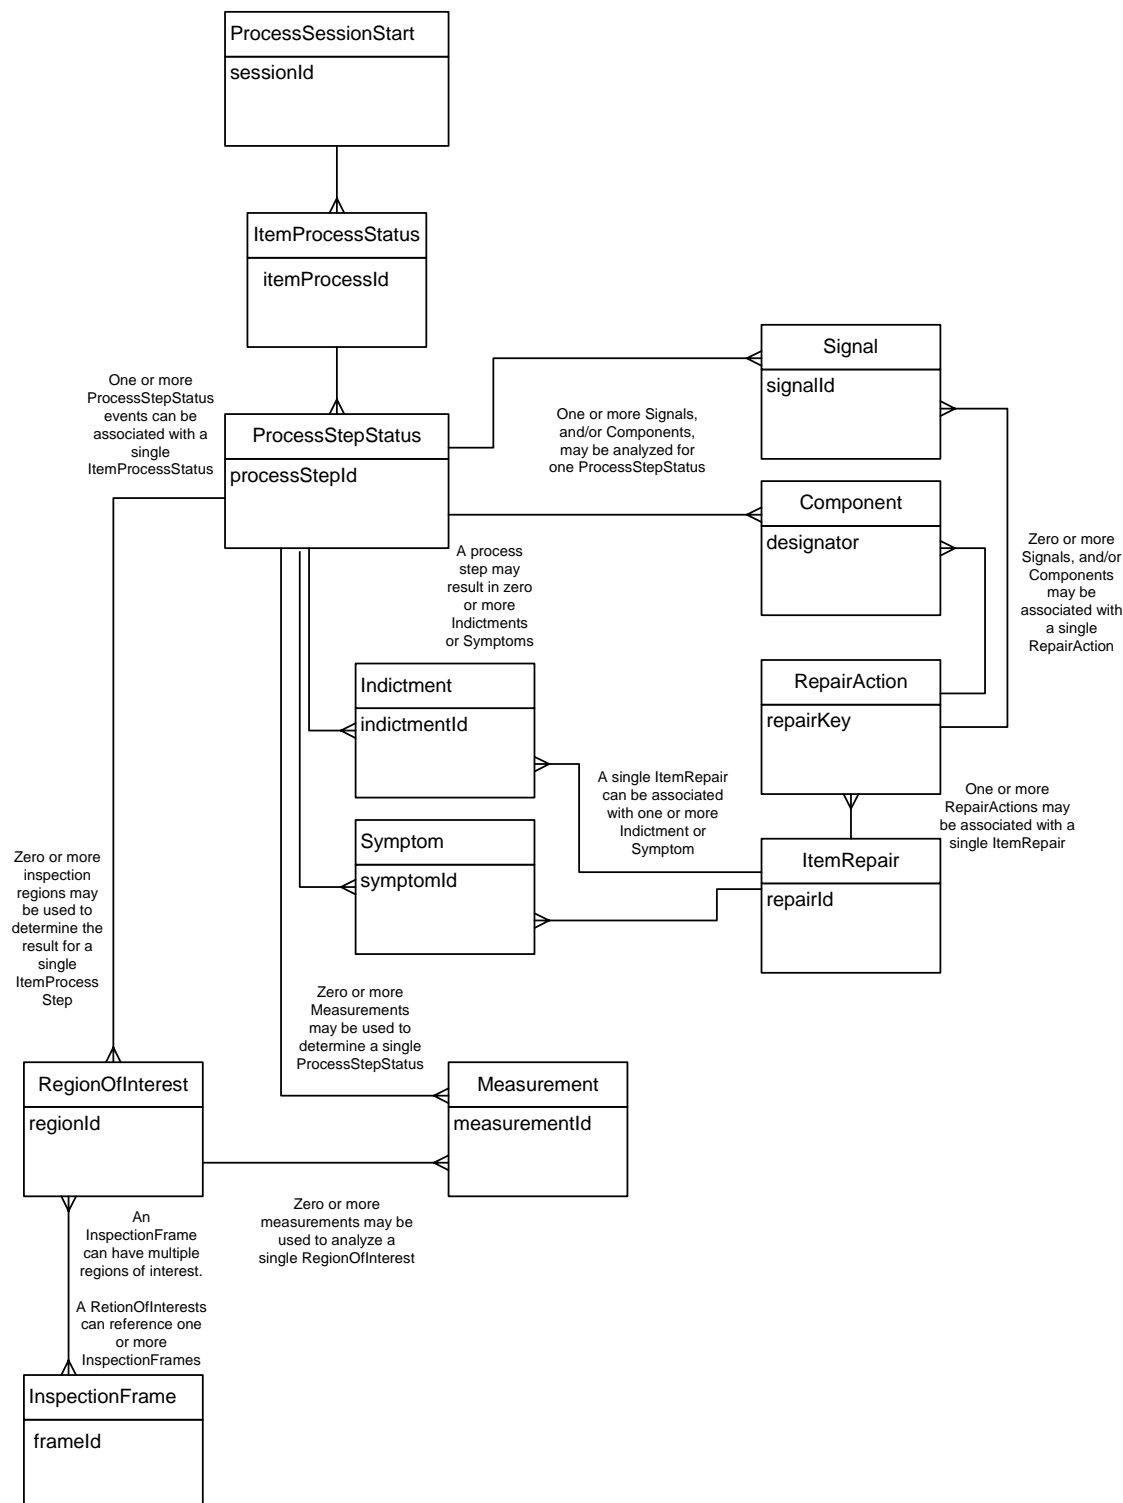 ProcessSessionStart
sessionId
ItemProcessStatus
itemProcessId
One or more
ProcessStepStatus
events can be
associated with a
single
ItemProcessStatus
ProcessStepStatus
processStepId
Signal
signalId
One or more Signals,
and/or Components,
may be analyzed for
one ProcessStepStatus
Component
designator
Zero or more
Signals, and/or
Components
may be
associated with
a single
RepairAction
A process
step may
result in zero
or more
Indictments
or Symptoms
Indictment
indictmentId
RepairAction
repairKey
A single ItemRepair
can be associated
with one or more
Indictment or
Symptom
One or more
RepairActions may
be associated with a
single ItemRepair
Symptom
symptomId
ItemRepair
repairId
Zero or more
inspection
regions may
be used to
determine the
result for a
single
ItemProcess
Step
Zero or more
Measurements
may be used to
determine a single
ProcessStepStatus
RegionOfInterest
regionId
Measurement
measurementId
Zero or more
measurements may be
used to analyze a
single RegionOfInterest
An
InspectionFrame
can have multiple
regions of interest.
A RetionOfInterests
can reference one
or more
InspectionFrames
InspectionFrame
frameId